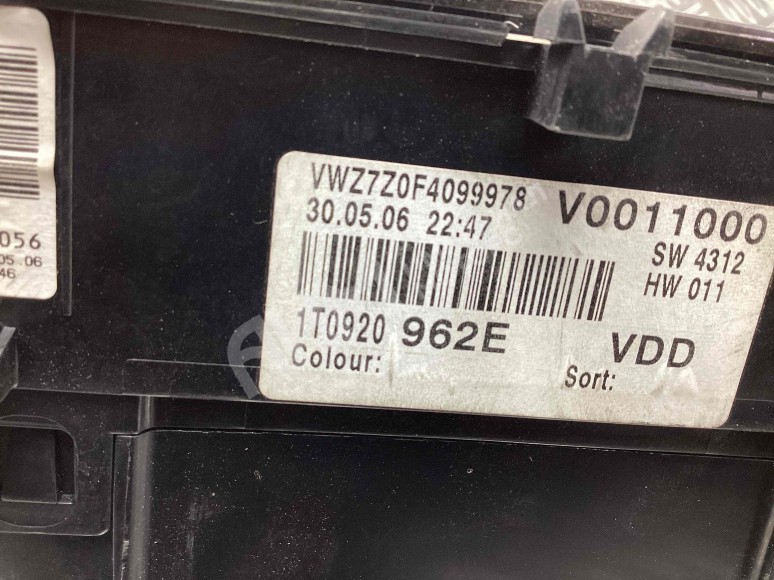 056
05 06
46
VWZ7Z0F4099978 V0011000
30.05.06 22:47 SW 4312
HW 011
1T0920 962E VDD
Colour: Sort: